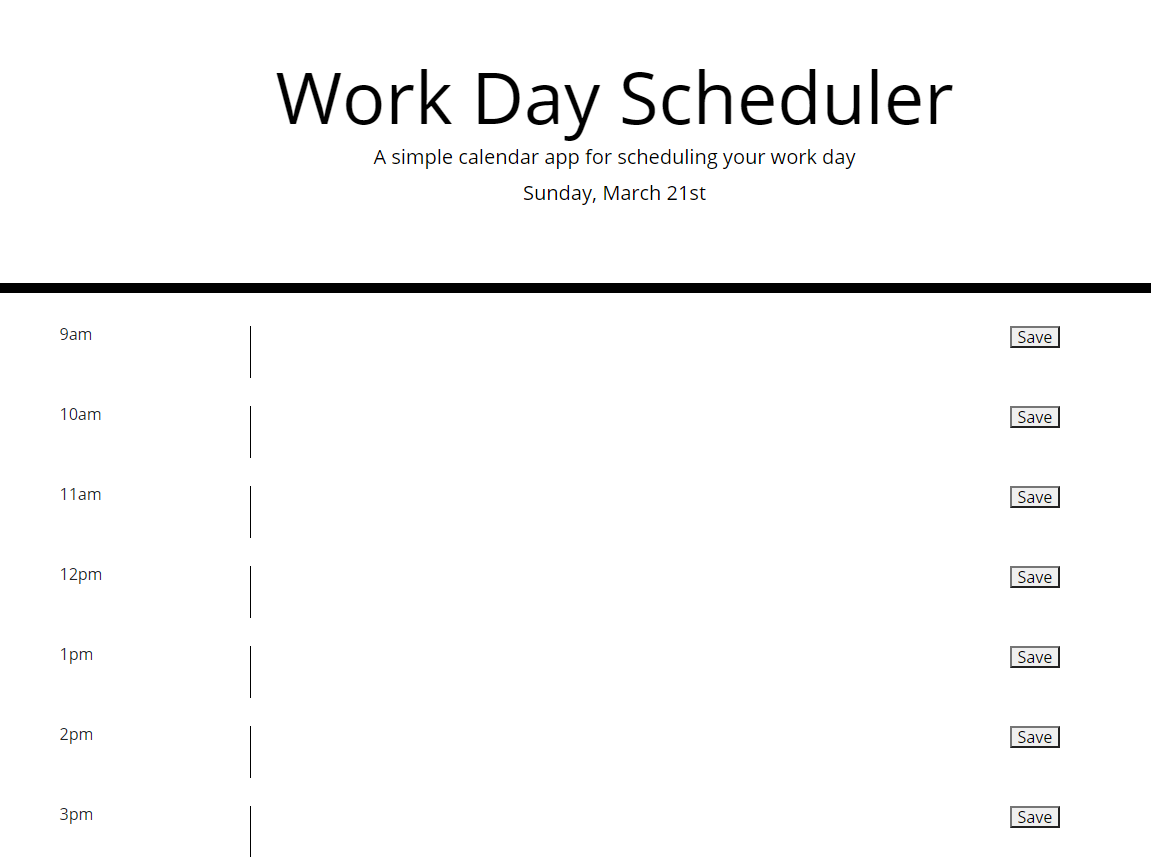 Work Day Scheduler
A simple calendar app for scheduling your work day
Sunday, March 21st
9am Save
10am Save
11am Save
12pm Save
1pm Save
2pm Save
3pm Save